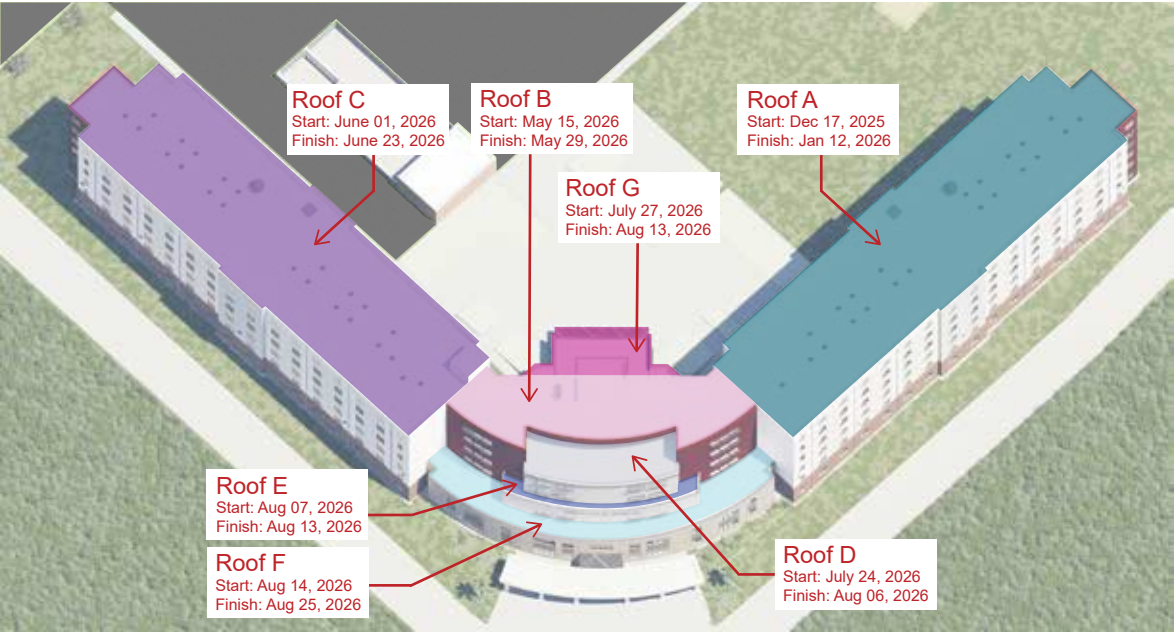 Roof C
Start: June 01, 2026
Finish: June 23, 2026
Roof B
Start: May 15, 2026
Finish: May 29, 2026
Roof A
Start: Dec 17, 2025
Finish: Jan 12, 2026
Roof G
Start: July 27, 2026
Finish: Aug 13, 2026
Roof E
Start: Aug 07, 2026
Finish: Aug 13, 2026
Roof F
Start: Aug 14, 2026
Finish: Aug 25, 2026
Roof D
Start: July 24, 2026
Finish: Aug 06, 2026